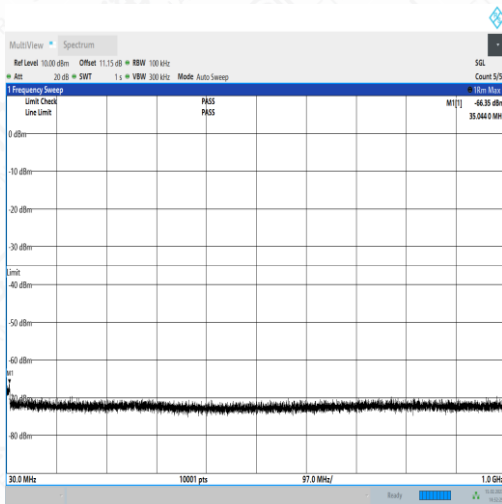 MultiView Spectrum
Ref Level 10.00 dBm Offset 11.15 dB RBW 100 kHz SGL
Att 20 dB SWT 1 s VBW 300 kHz Mode Auto Sweep Count 5/5
1 Frequency Sweep 1Rm Max
Limit Check PASS M1[1] -66.35 dBm
Line Limit PASS 35.0440 MH
0 dBm
-10 dBm
-20 dBm
-30 dBm
Limit
-40 dBm
-50 dBm
-60 dBm
M1
-70 dBm
-80 dBm
30.0 MHz 10001 pts 97.0 MHz/ 1.0 GHz
Ready